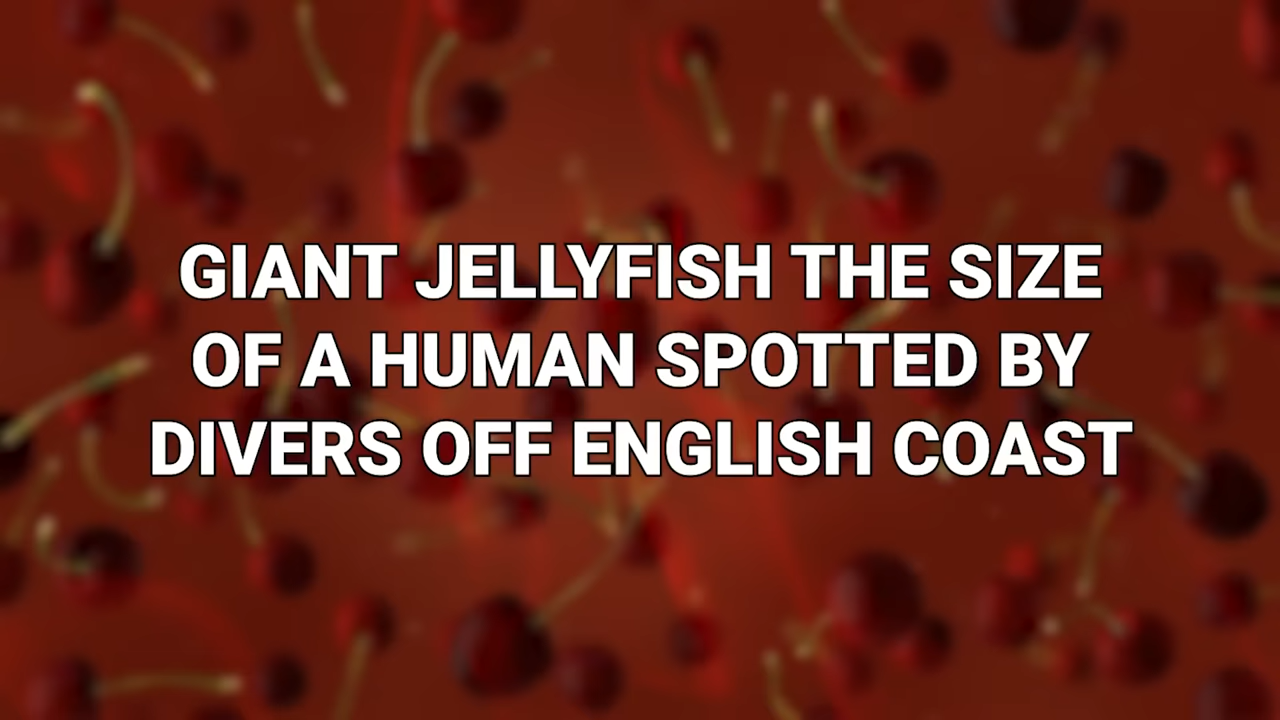 GIANT JELLYFISH THE SIZE
OF A HUMAN SPOTTED BY
DIVERS OFF ENGLISH COAST